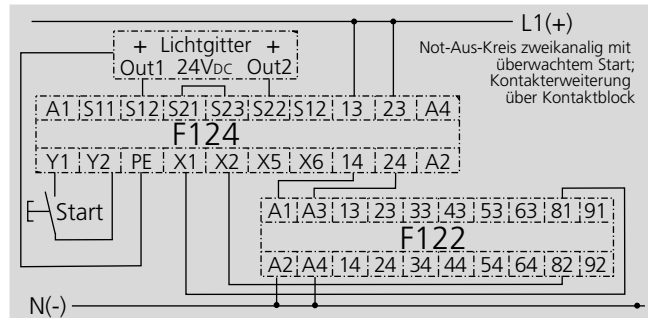 L1(+)
+ Lichtgitter +
Out1 24VDC Out2
Not-Aus-Kreis zweikanalig mit
überwachtem Start;
Kontakterweiterung
über Kontaktblock
A1 S11 S12 S21 S23 S22 S12 13 23 A4
F124
Y1 Y2 PE X1 X2 X5 X6 14 24 A2
Start
A1 A3 13 23 33 43 53 63 81 91
F122
A2 A4 14 24 34 44 54 64 82 92
N(-)